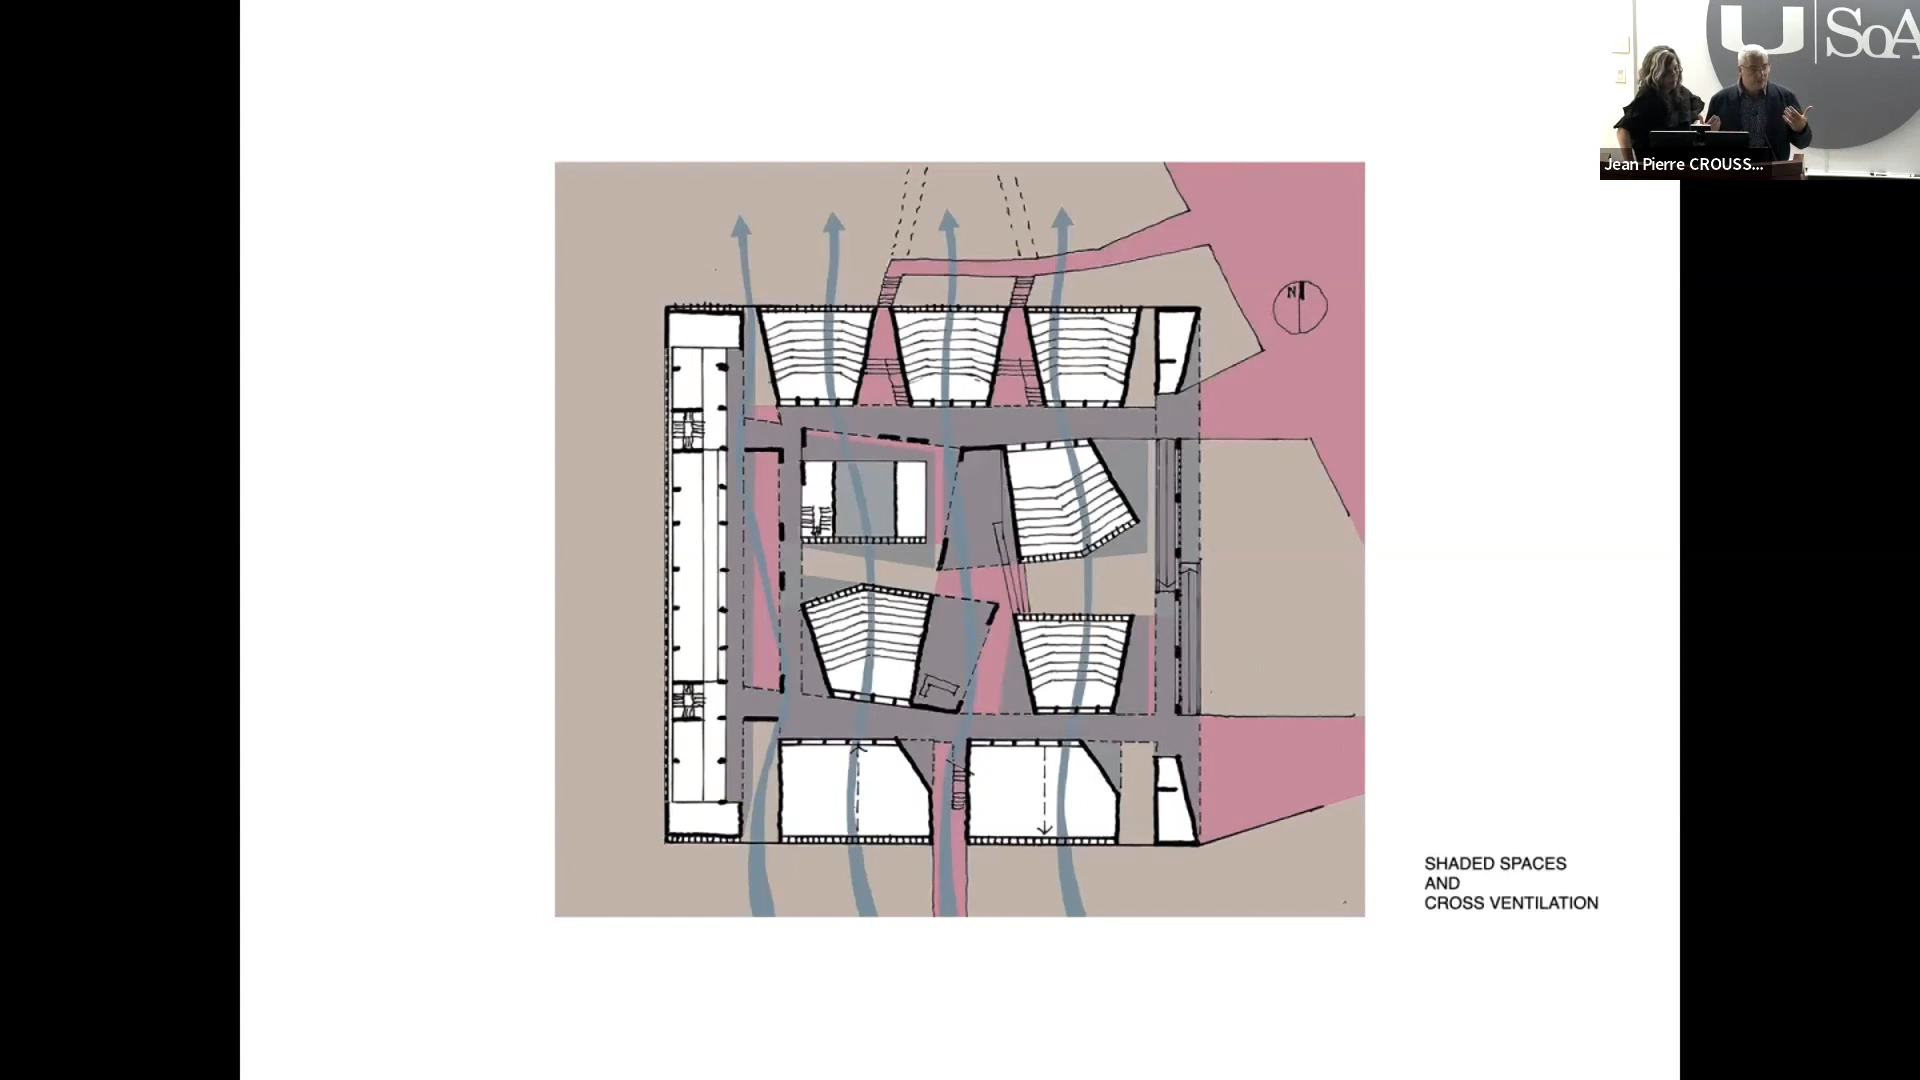 U SoA
Jean Pierre CROUSS...
N
SHADED SPACES
AND
CROSS VENTILATION